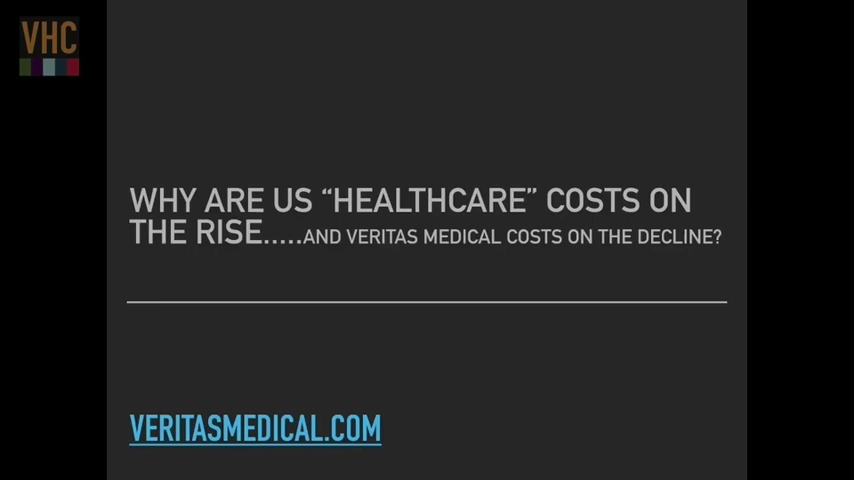 VHC
WHY ARE US “HEALTHCARE” COSTS ON
THE RISE.....AND VERITAS MEDICAL COSTS ON THE DECLINE?
VERITASMEDICAL.COM